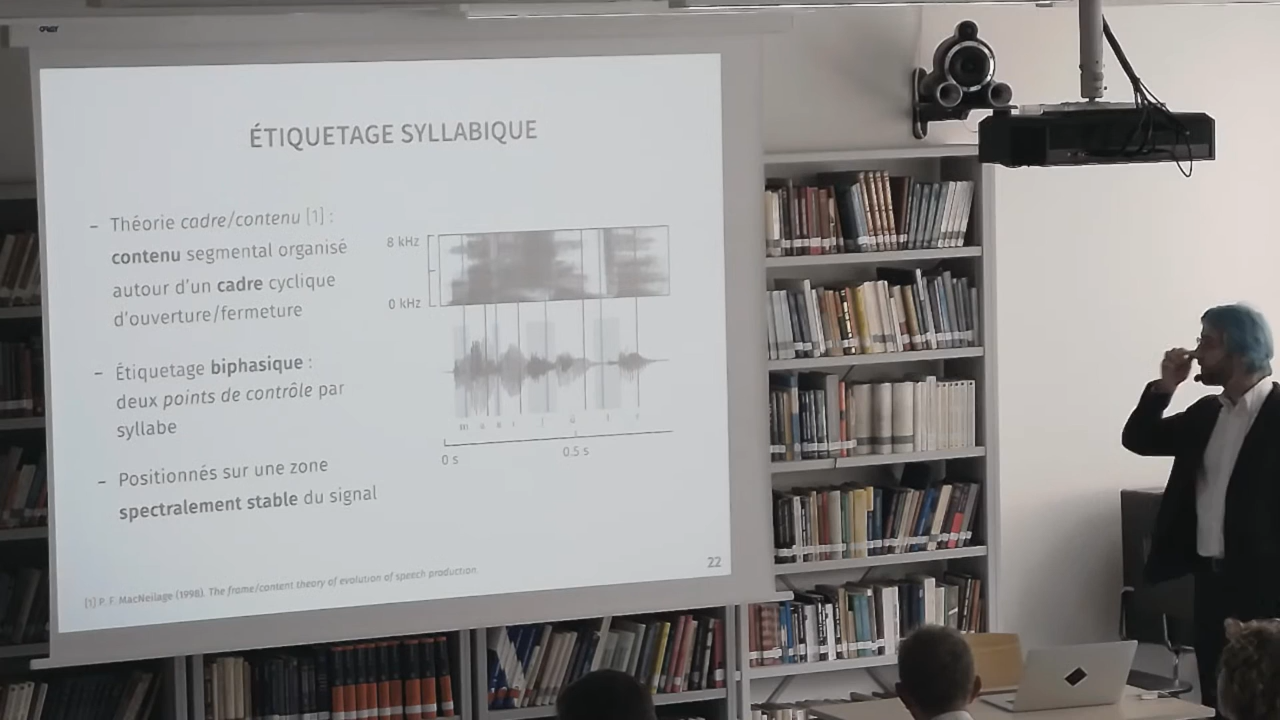 ÉTIQUETAGE SYLLABIQUE
– Théorie cadre/contenu [1] :
contenu segmental organisé
autour d'un cadre cyclique
d'ouverture/fermeture
– Étiquetage biphasique :
deux points de contrôle par
syllabe
– Positionnés sur une zone
spectralement stable du signal
8 kHz
0 kHz
0 s
0.5 s
[1] P. F. MacNeilage (1998). The frame/content theory of evolution of speech production.
22